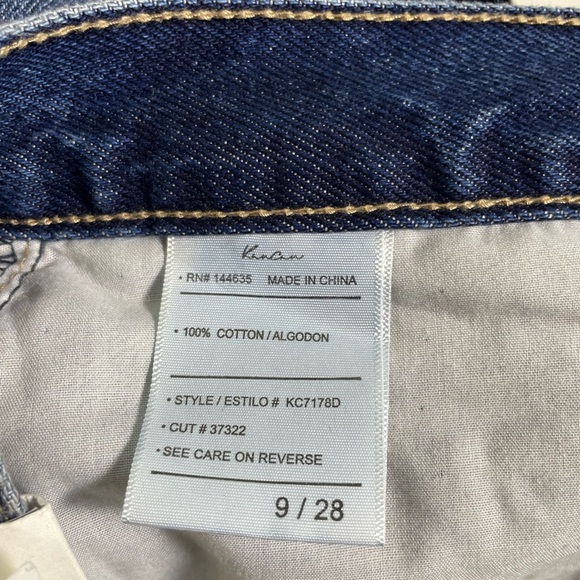 KanCan
• RN# 144635 MADE IN CHINA
• 100% COTTON / ALGODON
• STYLE / ESTILO # KC7178D
• CUT # 37322
• SEE CARE ON REVERSE
9 / 28